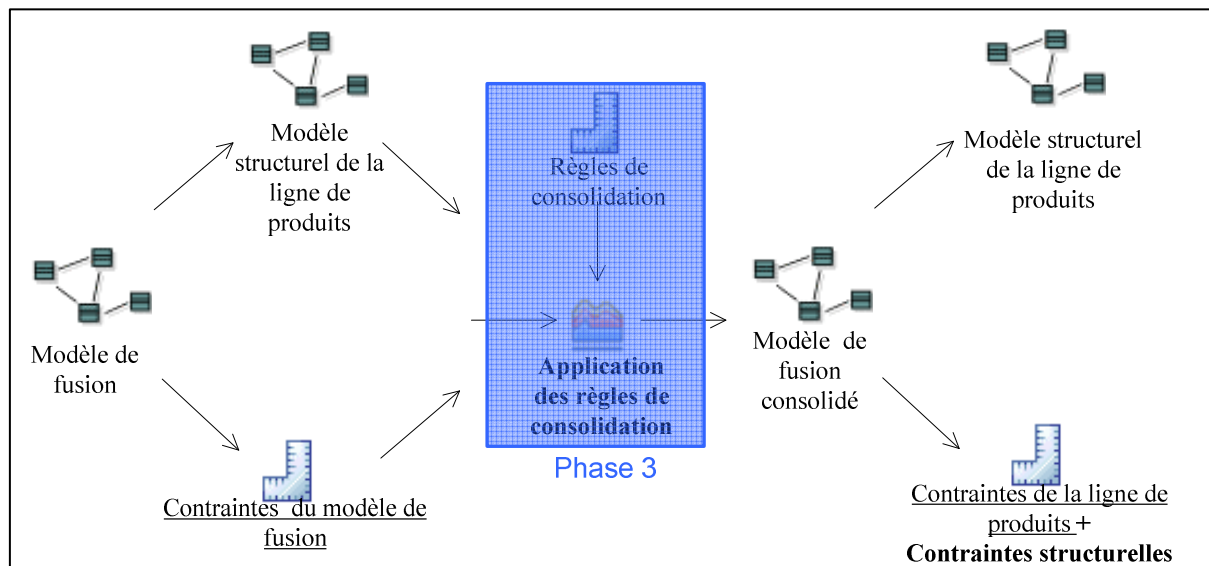 Modèle
structurel de la
ligne de
produits
Modèle de
fusion
Contraintes du modèle de
fusion
Règles de
consolidation
Application
des règles de
consolidation
Phase 3
Modèle de
fusion
consolidé
Modèle structurel
de la ligne de
produits
Contraintes de la ligne de
produits +
Contraintes structurelles